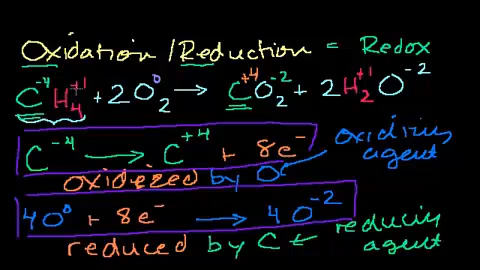 Oxidation / Reduction = Redox
C⁻⁴H₄⁺¹ + 2O₂⁰ → C⁺⁴O₂⁻² + 2H₂⁺¹O⁻²
C⁻⁴ → C⁺⁴ + 8e⁻ oxidizing agent
oxidezed by O
4O⁰ + 8e⁻ → 4O⁻²
reduced by C ← reducing agent